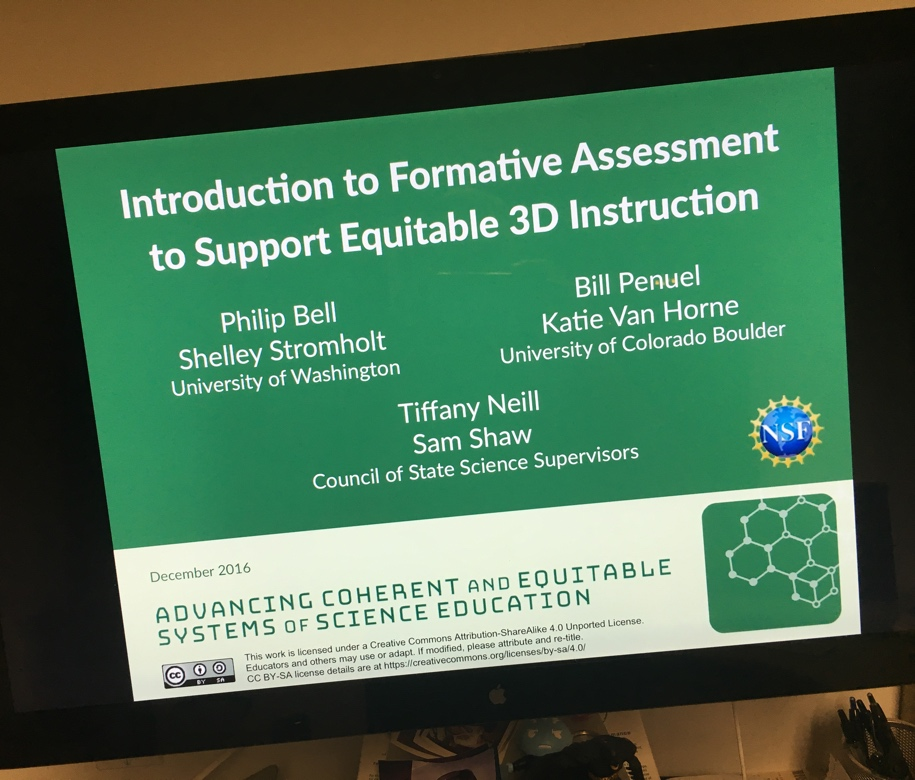 Introduction to Formative Assessment
to Support Equitable 3D Instruction
Philip Bell
Shelley Stromholt
University of Washington
Bill Penuel
Katie Van Horne
University of Colorado Boulder
Tiffany Neill
Sam Shaw
Council of State Science Supervisors
NSF
December 2016
ADVANCING COHERENT AND EQUITABLE
SYSTEMS OF SCIENCE EDUCATION
cc BY SA
This work is licensed under a Creative Commons Attribution-ShareAlike 4.0 Unported License.
Educators and others may use or adapt. If modified, please attribute and re-title.
CC BY-SA license details are at https://creativecommons.org/licenses/by-sa/4.0/